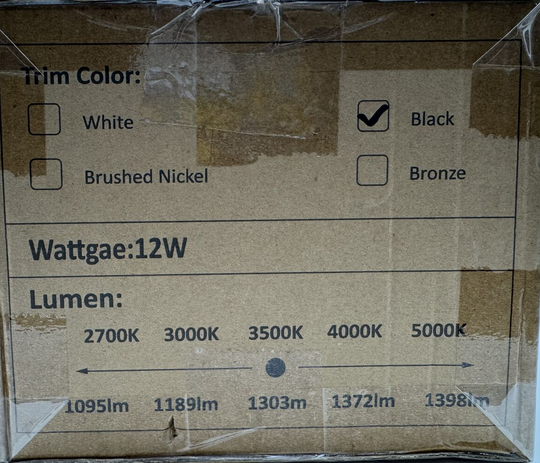 Trim Color:
White Black
Brushed Nickel Bronze
Wattgae:12W
Lumen:
2700K 3000K 3500K 4000K 5000K
1095lm 1189lm 1303m 1372lm 1398lm